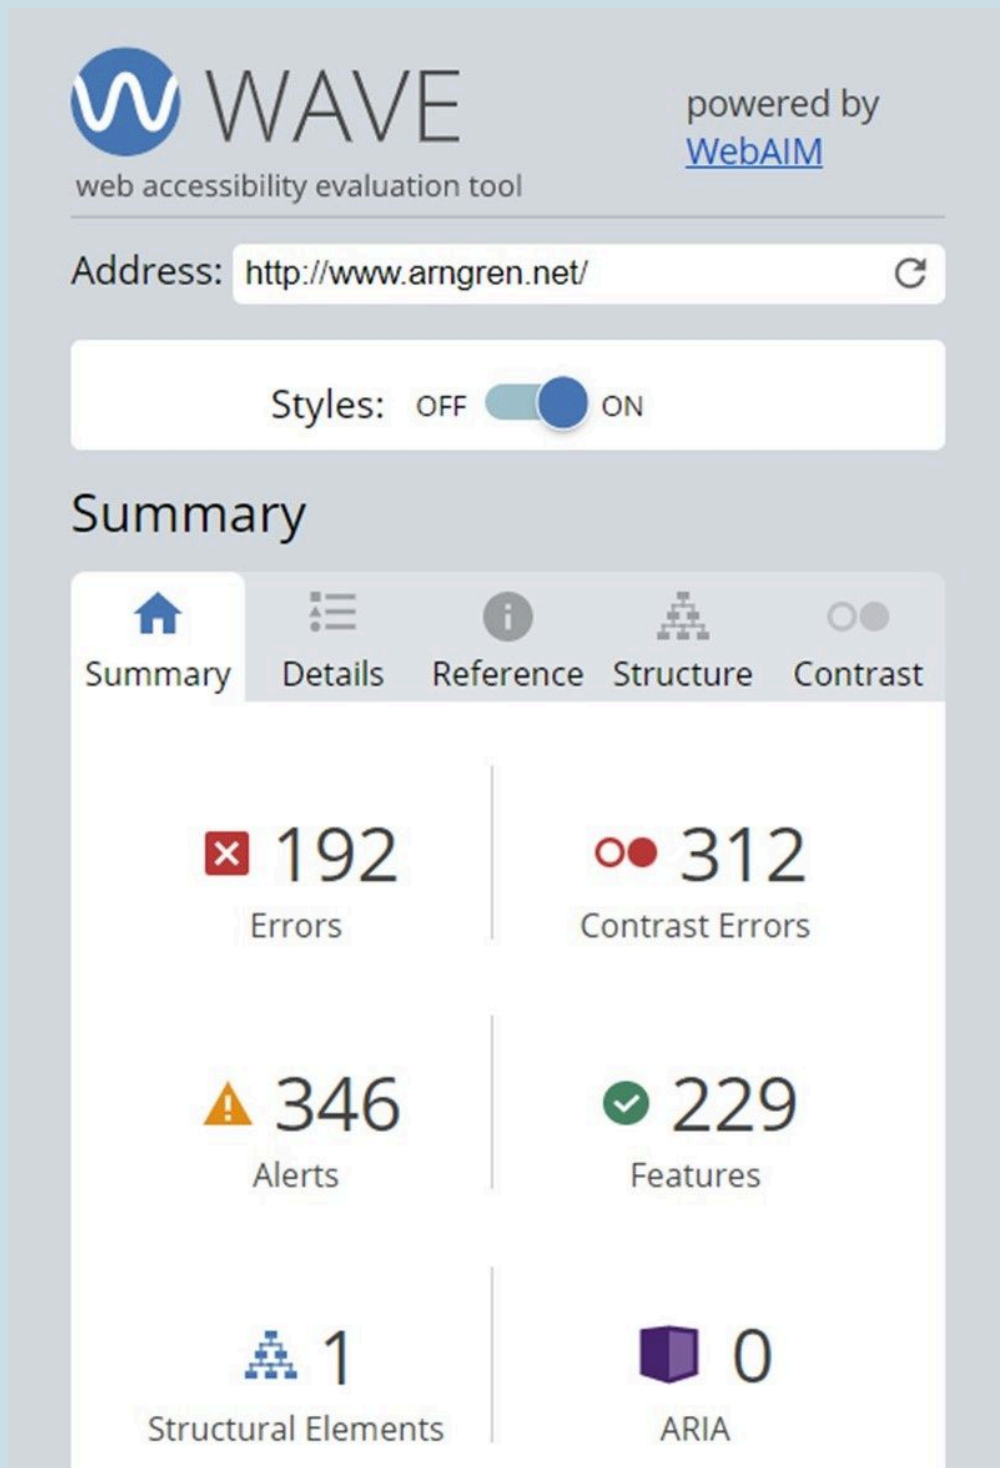 WAVE
web accessibility evaluation tool
powered by
WebAIM
Address: http://www.arngren.net/
Styles: OFF ON
Summary
Summary Details Reference Structure Contrast
192
Errors
312
Contrast Errors
346
Alerts
229
Features
1
Structural Elements
0
ARIA